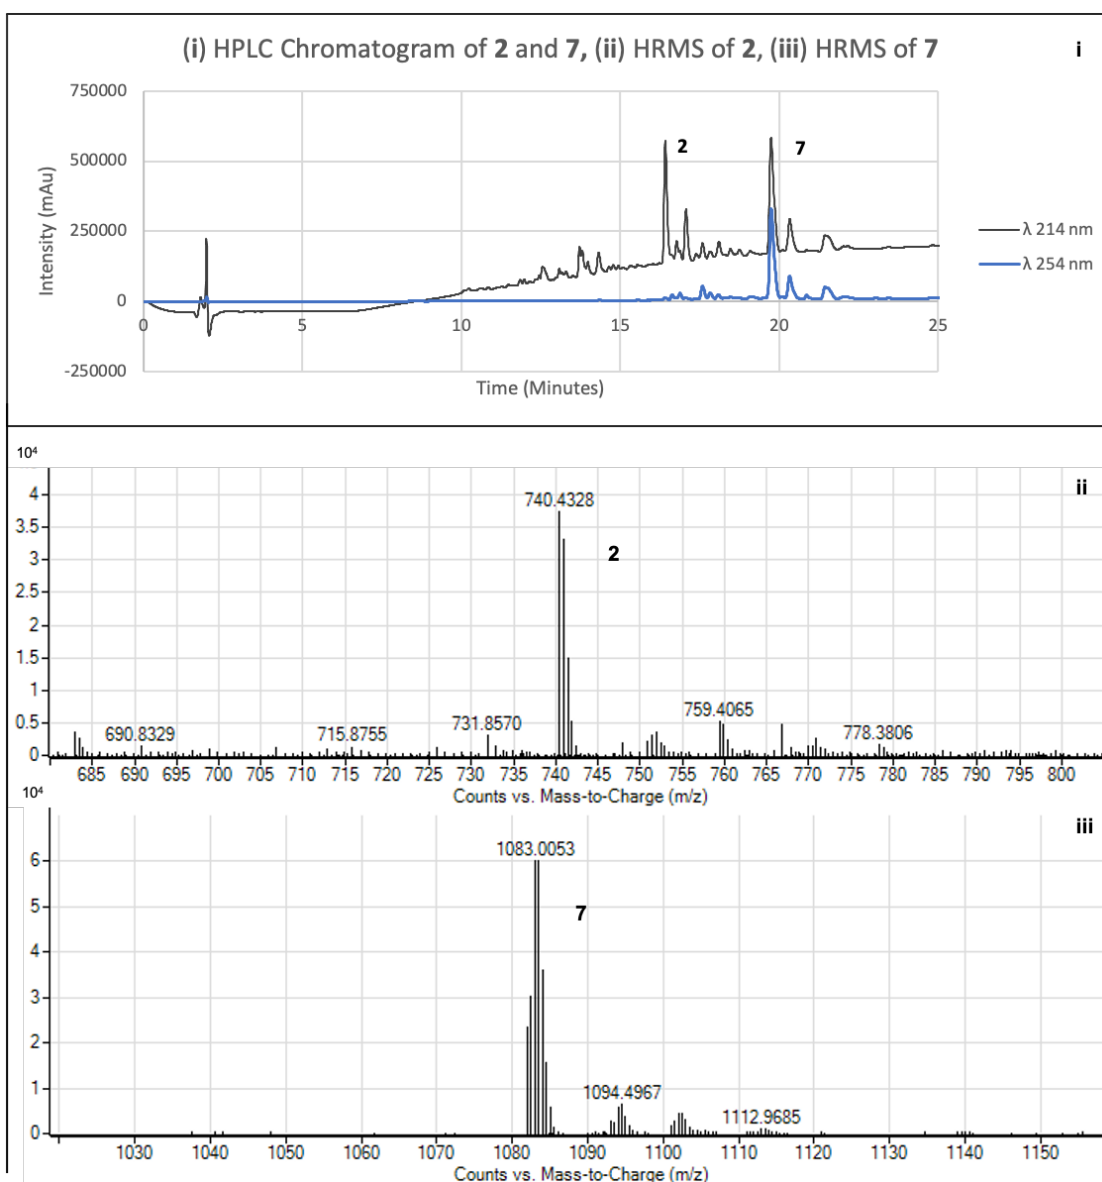 (i) HPLC Chromatogram of 2 and 7, (ii) HRMS of 2, (iii) HRMS of 7
i
750000
500000
250000
0
-250000
Intensity (mAu)
2
7
0 5 10 15 20 25
Time (Minutes)
λ 214 nm
λ 254 nm
10⁴
ii
4
3.5
3
2.5
2
1.5
1
0.5
0
740.4328
2
690.8329
715.8755
731.8570
759.4065
778.3806
685 690 695 700 705 710 715 720 725 730 735 740 745 750 755 760 765 770 775 780 785 790 795 800
Counts vs. Mass-to-Charge (m/z)
10⁴
iii
6
5
4
3
2
1
0
1083.0053
7
1094.4967
1112.9685
1030 1040 1050 1060 1070 1080 1090 1100 1110 1120 1130 1140 1150
Counts vs. Mass-to-Charge (m/z)